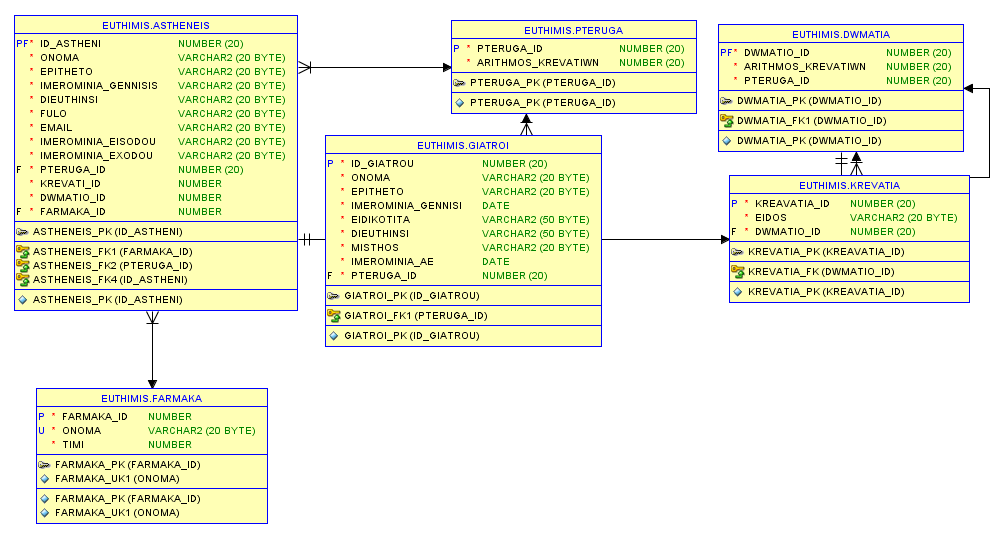 EUTHIMIS.ASTHENEIS
PF* ID_ASTHENI NUMBER (20)
* ONOMA VARCHAR2 (20 BYTE)
* EPITHETO VARCHAR2 (20 BYTE)
* IMEROMINIA_GENNISIS VARCHAR2 (20 BYTE)
* DIEUTHINSI VARCHAR2 (20 BYTE)
* FULO VARCHAR2 (20 BYTE)
* EMAIL VARCHAR2 (20 BYTE)
* IMEROMINIA_EISODOU VARCHAR2 (20 BYTE)
* IMEROMINIA_EXODOU VARCHAR2 (20 BYTE)
F * PTERUGA_ID NUMBER (20)
* KREVATI_ID NUMBER
* DWMATIO_ID NUMBER
F * FARMAKA_ID NUMBER
ASTHENEIS_PK (ID_ASTHENI)
ASTHENEIS_FK1 (FARMAKA_ID)
ASTHENEIS_FK2 (PTERUGA_ID)
ASTHENEIS_FK4 (ID_ASTHENI)
ASTHENEIS_PK (ID_ASTHENI)
EUTHIMIS.PTERUGA
P * PTERUGA_ID NUMBER (20)
* ARITHMOS_KREVATIWN NUMBER (20)
PTERUGA_PK (PTERUGA_ID)
PTERUGA_PK (PTERUGA_ID)
EUTHIMIS.DWMATIA
PF* DWMATIO_ID NUMBER (20)
* ARITHMOS_KREVATIWN NUMBER (20)
* PTERUGA_ID NUMBER (20)
DWMATIA_PK (DWMATIO_ID)
DWMATIA_FK1 (DWMATIO_ID)
DWMATIA_PK (DWMATIO_ID)
EUTHIMIS.GIATROI
P * ID_GIATROU NUMBER (20)
* ONOMA VARCHAR2 (20 BYTE)
* EPITHETO VARCHAR2 (20 BYTE)
* IMEROMINIA_GENNISI DATE
* EIDIKOTITA VARCHAR2 (50 BYTE)
* DIEUTHINSI VARCHAR2 (50 BYTE)
* MISTHOS VARCHAR2 (20 BYTE)
* IMEROMINIA_AE DATE
F * PTERUGA_ID NUMBER (20)
GIATROI_PK (ID_GIATROU)
GIATROI_FK1 (PTERUGA_ID)
GIATROI_PK (ID_GIATROU)
EUTHIMIS.KREVATIA
P * KREAVATIA_ID NUMBER (20)
* EIDOS VARCHAR2 (20 BYTE)
F * DWMATIO_ID NUMBER (20)
KREVATIA_PK (KREAVATIA_ID)
KREVATIA_FK (DWMATIO_ID)
KREVATIA_PK (KREAVATIA_ID)
EUTHIMIS.FARMAKA
P * FARMAKA_ID NUMBER
U * ONOMA VARCHAR2 (20 BYTE)
* TIMI NUMBER
FARMAKA_PK (FARMAKA_ID)
FARMAKA_UK1 (ONOMA)
FARMAKA_PK (FARMAKA_ID)
FARMAKA_UK1 (ONOMA)